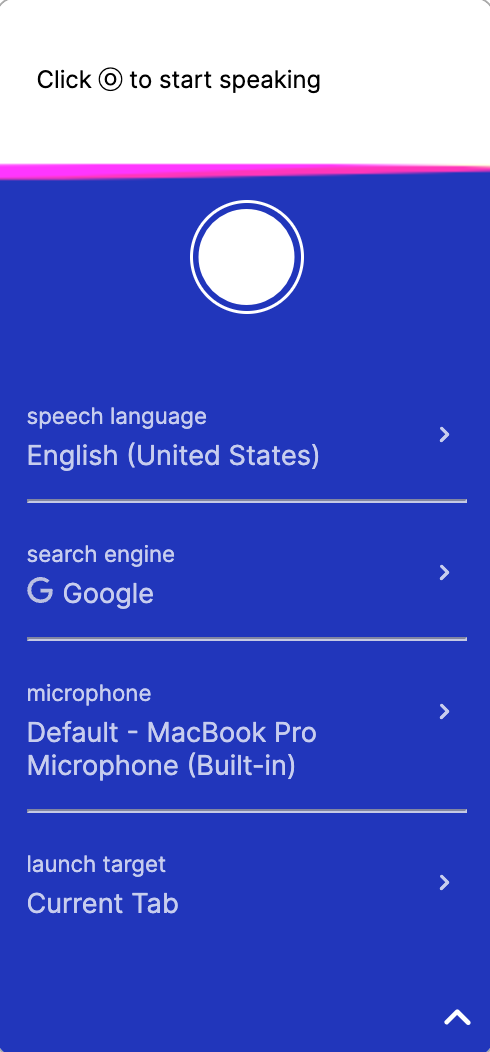 Click ⓞ to start speaking
speech language
English (United States)
search engine
Google
microphone
Default - MacBook Pro
Microphone (Built-in)
launch target
Current Tab